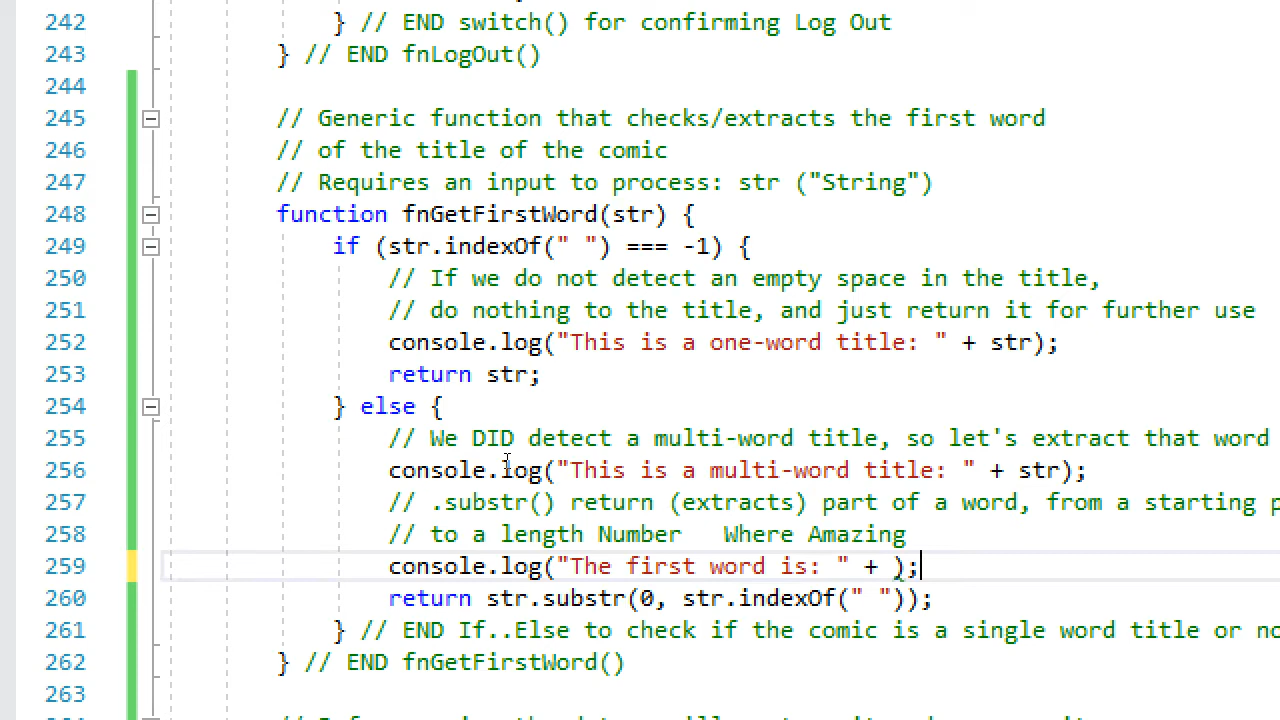 242 } // END switch() for confirming Log Out
243 } // END fnLogOut()
244
245 // Generic function that checks/extracts the first word
246 // of the title of the comic
247 // Requires an input to process: str ("String")
248 function fnGetFirstWord(str) {
249 if (str.indexOf(" ") === -1) {
250 // If we do not detect an empty space in the title,
251 // do nothing to the title, and just return it for further use
252 console.log("This is a one-word title: " + str);
253 return str;
254 } else {
255 // We DID detect a multi-word title, so let's extract that word
256 console.log("This is a multi-word title: " + str);
257 // .substr() return (extracts) part of a word, from a starting
258 // to a length Number Where Amazing
259 console.log("The first word is: " + );
260 return str.substr(0, str.indexOf(" "));
261 } // END If..Else to check if the comic is a single word title or
262 } // END fnGetFirstWord()
263